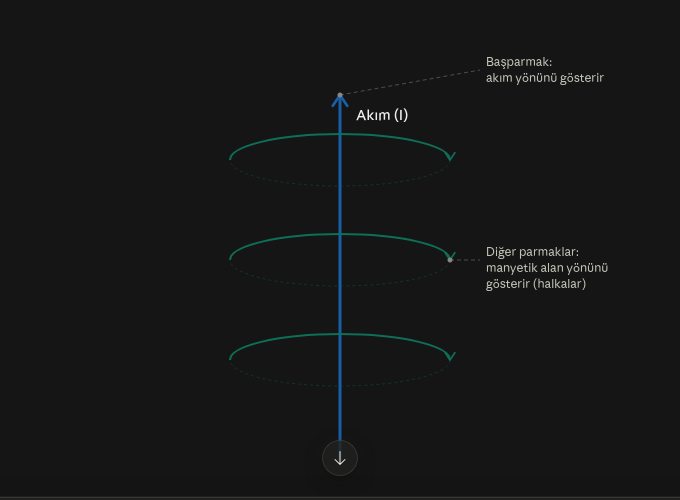 Başparmak:
akım yönünü gösterir
Akım (I)
Diğer parmaklar:
manyetik alan yönünü
gösterir (halkalar)